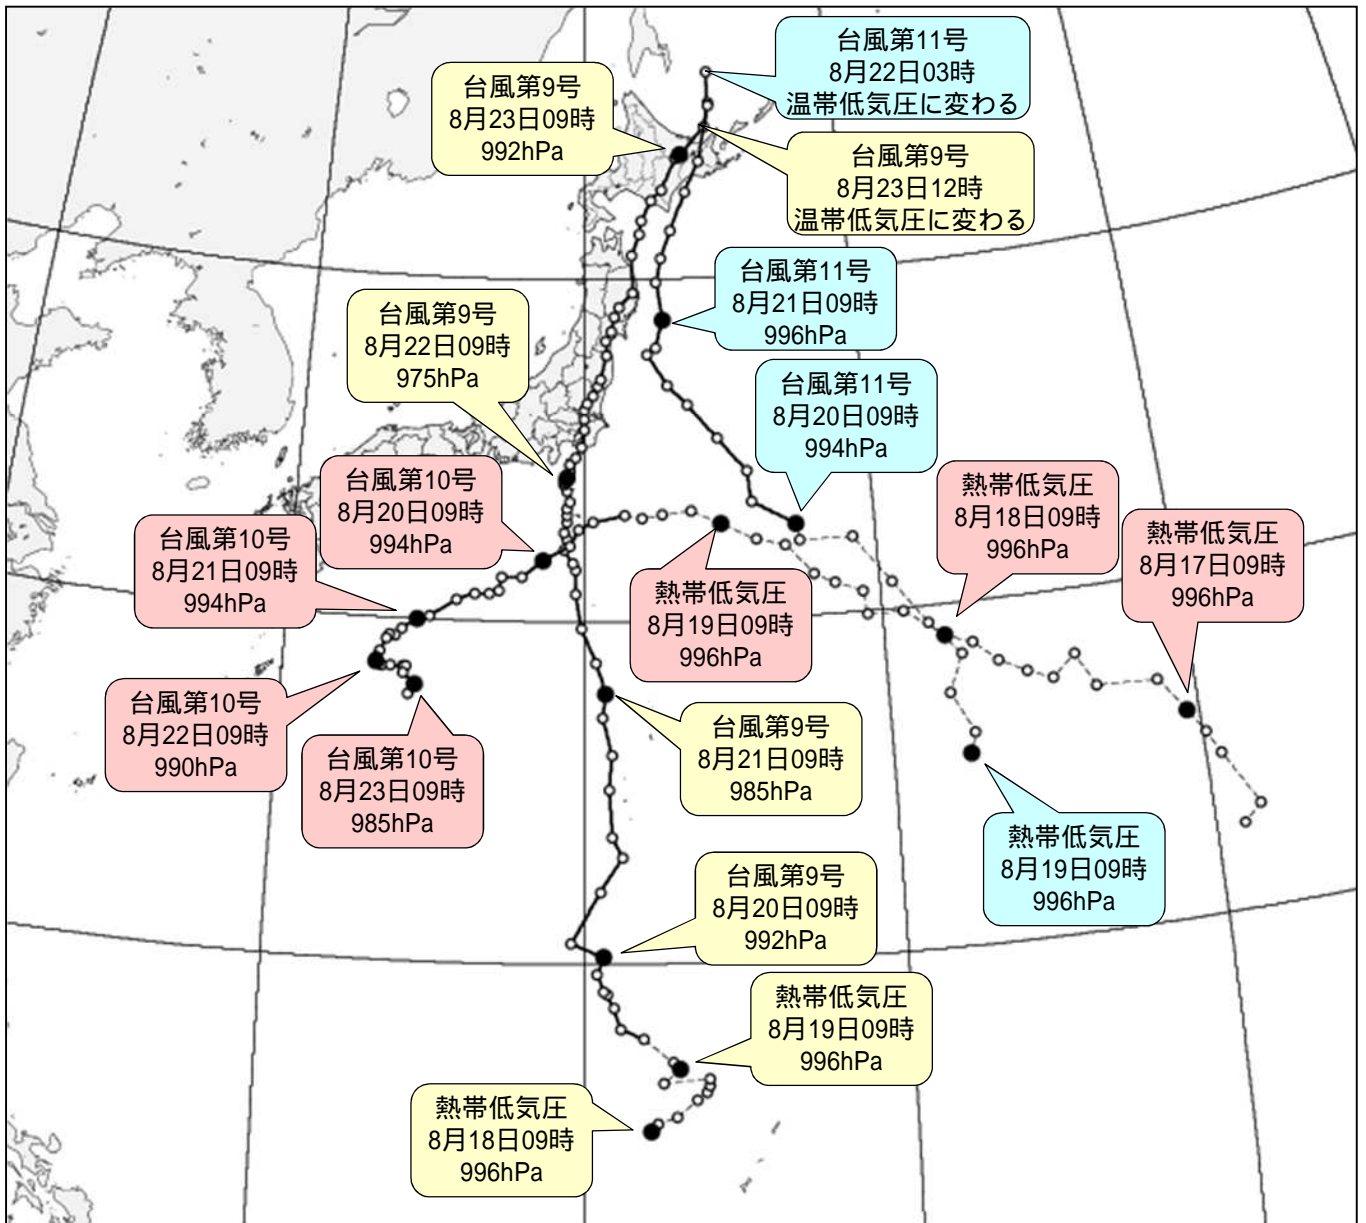 台風第11号
8月22日03時
温帯低気圧に変わる
台風第9号
8月23日09時
992hPa
台風第9号
8月23日12時
温帯低気圧に変わる
台風第11号
8月21日09時
996hPa
台風第9号
8月22日09時
975hPa
台風第11号
8月20日09時
994hPa
台風第10号
8月20日09時
994hPa
熱帯低気圧
8月18日09時
996hPa
熱帯低気圧
8月17日09時
996hPa
台風第10号
8月21日09時
994hPa
熱帯低気圧
8月19日09時
996hPa
台風第10号
8月22日09時
990hPa
台風第9号
8月21日09時
985hPa
台風第10号
8月23日09時
985hPa
熱帯低気圧
8月19日09時
996hPa
台風第9号
8月20日09時
992hPa
熱帯低気圧
8月19日09時
996hPa
熱帯低気圧
8月18日09時
996hPa